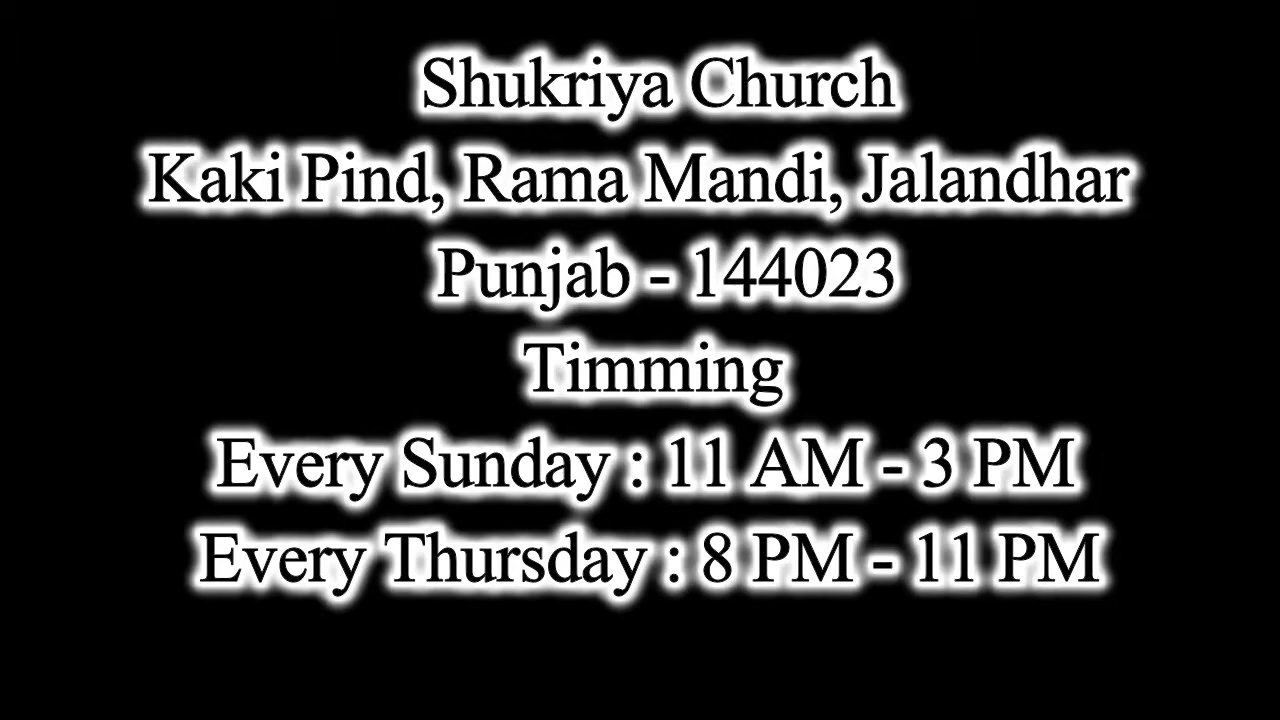 Shukriya Church
Kaki Pind, Rama Mandi, Jalandhar
Punjab - 144023
Timming
Every Sunday : 11 AM - 3 PM
Every Thursday : 8 PM - 11 PM